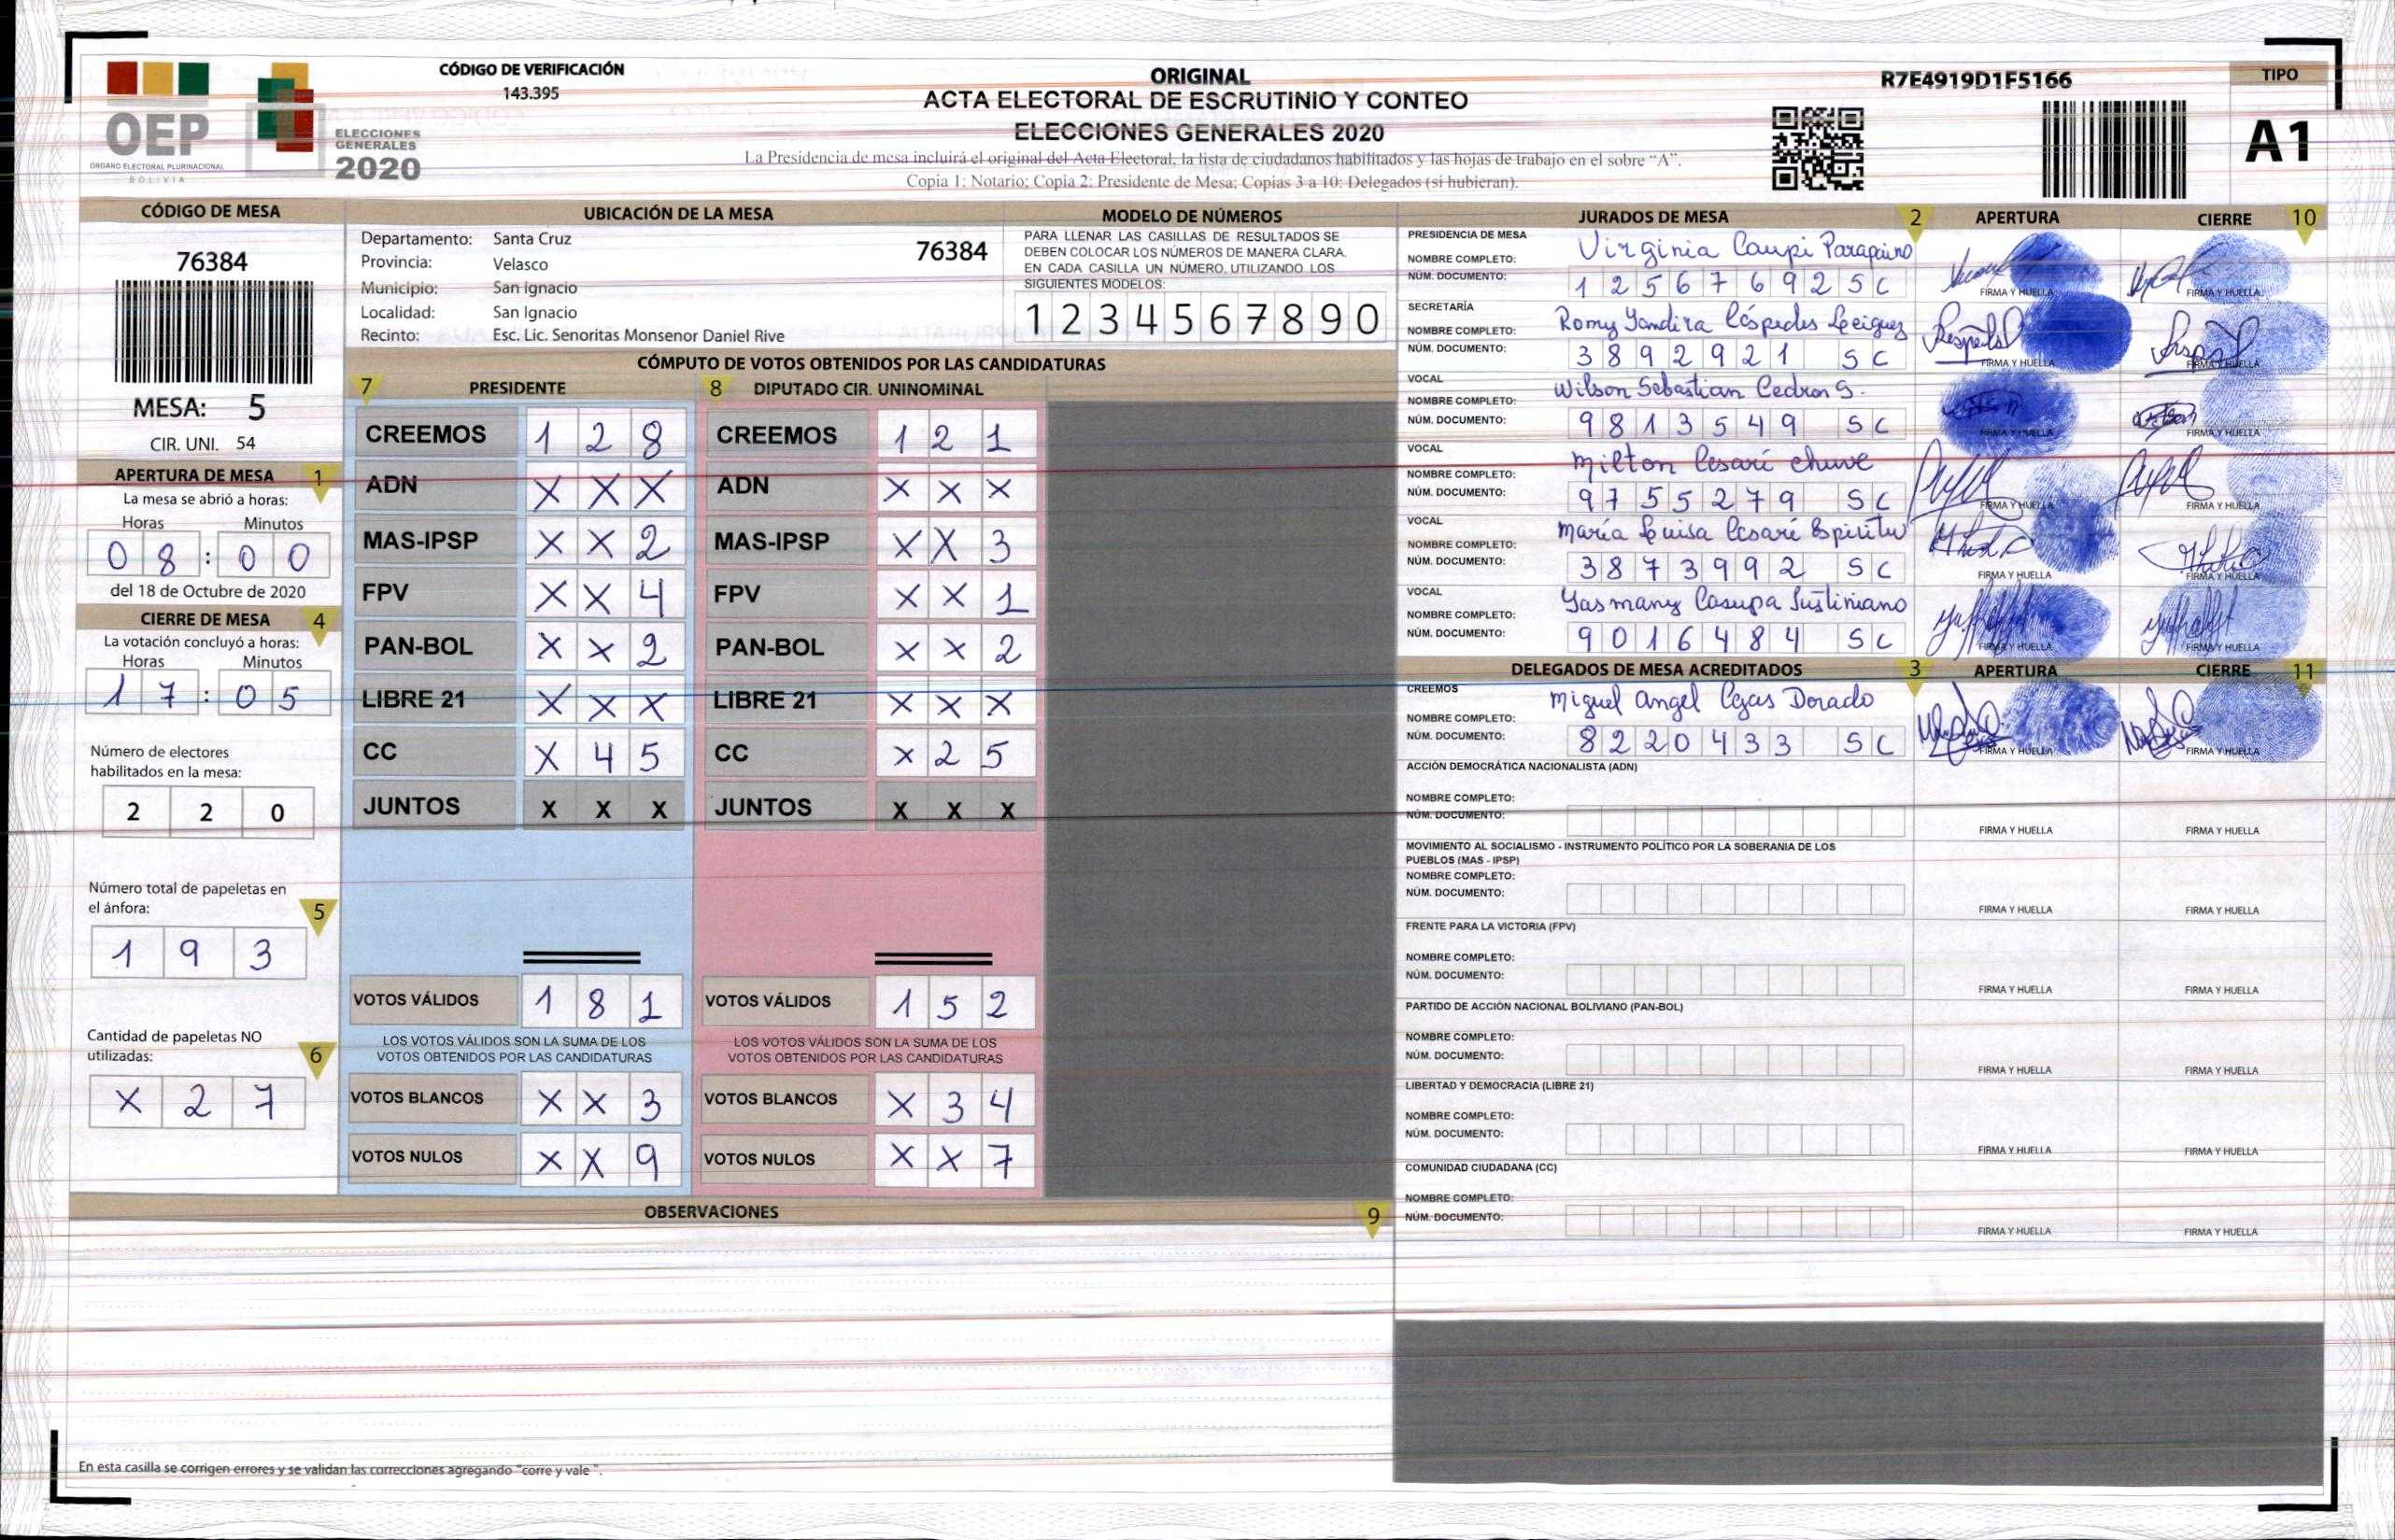 CÓDIGO DE VERIFICACIÓN
143.395
OEP
ORGANO ELECTORAL PLURINACIONAL
BOLIVIA
ELECCIONES
GENERALES
2020
ORIGINAL
ACTA ELECTORAL DE ESCRUTINIO Y CONTEO
ELECCIONES GENERALES 2020
La Presidencia de mesa incluirá el original del Acta Electoral, la lista de ciudadanos habilitados y las hojas de trabajo en el sobre “A”.
Copia 1: Notario; Copia 2: Presidente de Mesa; Copias 3 a 10: Delegados (si hubieran).
R7E4919D1F5166
TIPO
A1
CÓDIGO DE MESA
76384
MESA: 5
CIR. UNI. 54
APERTURA DE MESA 1
La mesa se abrió a horas:
Horas Minutos
0 8 : 0 0
del 18 de Octubre de 2020
CIERRE DE MESA 4
La votación concluyó a horas:
Horas Minutos
1 7 : 0 5
Número de electores
habilitados en la mesa:
2 2 0
Número total de papeletas en
el ánfora: 5
1 9 3
Cantidad de papeletas NO
utilizadas: 6
X 2 7
UBICACIÓN DE LA MESA
Departamento: Santa Cruz
76384
Provincia: Velasco
Municipio: San Ignacio
Localidad: San Ignacio
Recinto: Esc. Lic. Senoritas Monsenor Daniel Rive
MODELO DE NÚMEROS
PARA LLENAR LAS CASILLAS DE RESULTADOS SE
DEBEN COLOCAR LOS NÚMEROS DE MANERA CLARA.
EN CADA CASILLA UN NÚMERO, UTILIZANDO LOS
SIGUIENTES MODELOS:
1 2 3 4 5 6 7 8 9 0
CÓMPUTO DE VOTOS OBTENIDOS POR LAS CANDIDATURAS
7 PRESIDENTE
CREEMOS 1 2 8
ADN X X X
MAS-IPSP X X 2
FPV X X 4
PAN-BOL X X 2
LIBRE 21 X X X
CC X 4 5
JUNTOS X X X
VOTOS VÁLIDOS 1 8 1
LOS VOTOS VÁLIDOS SON LA SUMA DE LOS
VOTOS OBTENIDOS POR LAS CANDIDATURAS
VOTOS BLANCOS X X 3
VOTOS NULOS X X 9
8 DIPUTADO CIR. UNINOMINAL
CREEMOS 1 2 1
ADN X X X
MAS-IPSP X X 3
FPV X X 1
PAN-BOL X X 2
LIBRE 21 X X X
CC X 2 5
JUNTOS X X X
VOTOS VÁLIDOS 1 5 2
LOS VOTOS VÁLIDOS SON LA SUMA DE LOS
VOTOS OBTENIDOS POR LAS CANDIDATURAS
VOTOS BLANCOS X 3 4
VOTOS NULOS X X 7
OBSERVACIONES 9
En esta casilla se corrigen errores y se validan las correcciones agregando "corre y vale ".
JURADOS DE MESA 2 APERTURA CIERRE 10
PRESIDENCIA DE MESA
NOMBRE COMPLETO: Virginia
NÚM. DOCUMENTO: 1 2 5 6 7 6 9 2 S C
FIRMA Y HUELLA FIRMA Y HUELLA
SECRETARÍA
NOMBRE COMPLETO: Romy Yandira Céspedes
NÚM. DOCUMENTO: 3 8 9 2 9 2 1 S C
FIRMA Y HUELLA FIRMA Y HUELLA
VOCAL
NOMBRE COMPLETO: Wilson Sebastian Cedron S.
NÚM. DOCUMENTO: 9 8 1 3 5 4 9 S C
FIRMA Y HUELLA FIRMA Y HUELLA
VOCAL
NOMBRE COMPLETO: Milton Cesarí chuve
NÚM. DOCUMENTO: 9 7 5 5 2 7 9 S C
FIRMA Y HUELLA FIRMA Y HUELLA
VOCAL
NOMBRE COMPLETO: María Luisa Cesarí Espiritu
NÚM. DOCUMENTO: 3 8 7 3 9 9 2 S C
FIRMA Y HUELLA FIRMA Y HUELLA
VOCAL
NOMBRE COMPLETO: Yasmany Casupa Justiniano
NÚM. DOCUMENTO: 9 0 1 6 4 8 4 S C
FIRMA Y HUELLA FIRMA Y HUELLA
DELEGADOS DE MESA ACREDITADOS 3 APERTURA CIERRE 11
CREEMOS
NOMBRE COMPLETO: Miguel Angel Dorado
NÚM. DOCUMENTO: 8 2 2 0 4 3 3 S C
FIRMA Y HUELLA FIRMA Y HUELLA
ACCIÓN DEMOCRÁTICA NACIONALISTA (ADN)
NOMBRE COMPLETO:
NÚM. DOCUMENTO:
FIRMA Y HUELLA FIRMA Y HUELLA
MOVIMIENTO AL SOCIALISMO - INSTRUMENTO POLÍTICO POR LA SOBERANIA DE LOS
PUEBLOS (MAS - IPSP)
NOMBRE COMPLETO:
NÚM. DOCUMENTO:
FIRMA Y HUELLA FIRMA Y HUELLA
FRENTE PARA LA VICTORIA (FPV)
NOMBRE COMPLETO:
NÚM. DOCUMENTO:
FIRMA Y HUELLA FIRMA Y HUELLA
PARTIDO DE ACCIÓN NACIONAL BOLIVIANO (PAN-BOL)
NOMBRE COMPLETO:
NÚM. DOCUMENTO:
FIRMA Y HUELLA FIRMA Y HUELLA
LIBERTAD Y DEMOCRACIA (LIBRE 21)
NOMBRE COMPLETO:
NÚM. DOCUMENTO:
FIRMA Y HUELLA FIRMA Y HUELLA
COMUNIDAD CIUDADANA (CC)
NOMBRE COMPLETO:
NÚM. DOCUMENTO:
FIRMA Y HUELLA FIRMA Y HUELLA